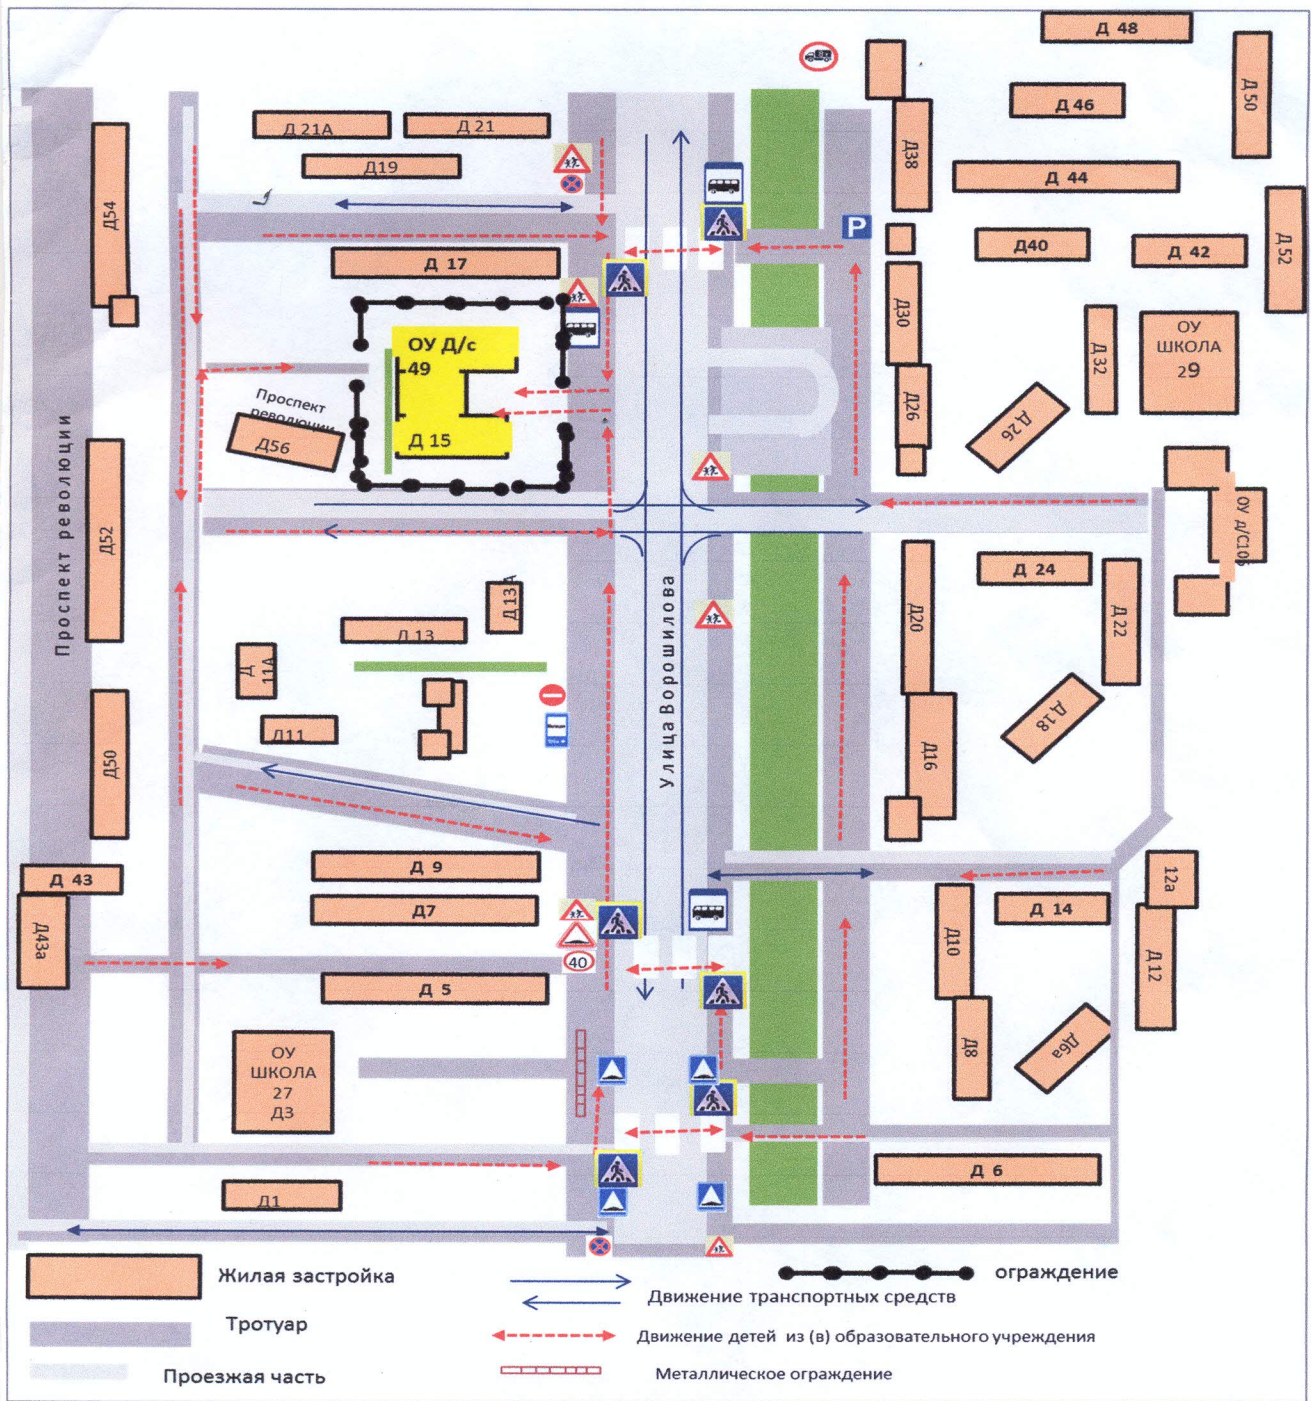 Д 48
Д 50
Д 46
Д 21А
Д 21
Д19
Д38
Д 44
Д54
Р
Д 52
Д40
Д 42
Д 17
Д30
ОУ
ШКОЛА
29
Д 32
ОУ Д/с
49
Д 15
Проспект
революции
Д56
Д26
Д 26
Проспект революции
Д52
ОУ д/С106
Д 24
Д 22
Д20
Д 13А
Д 13
Улица Ворошилова
Д
11А
Д11
Д 18
Д16
Д50
Д 9
Д 43
12а
Д7
Д 14
Д43а
Д10
Д 12
40
Д 5
Д8
Д6а
ОУ
ШКОЛА
27
Д3
Д 6
Д1
Жилая застройка
ограждение
Движение транспортных средств
Тротуар
Движение детей из (в) образовательного учреждения
Проезжая часть
Металлическое ограждение